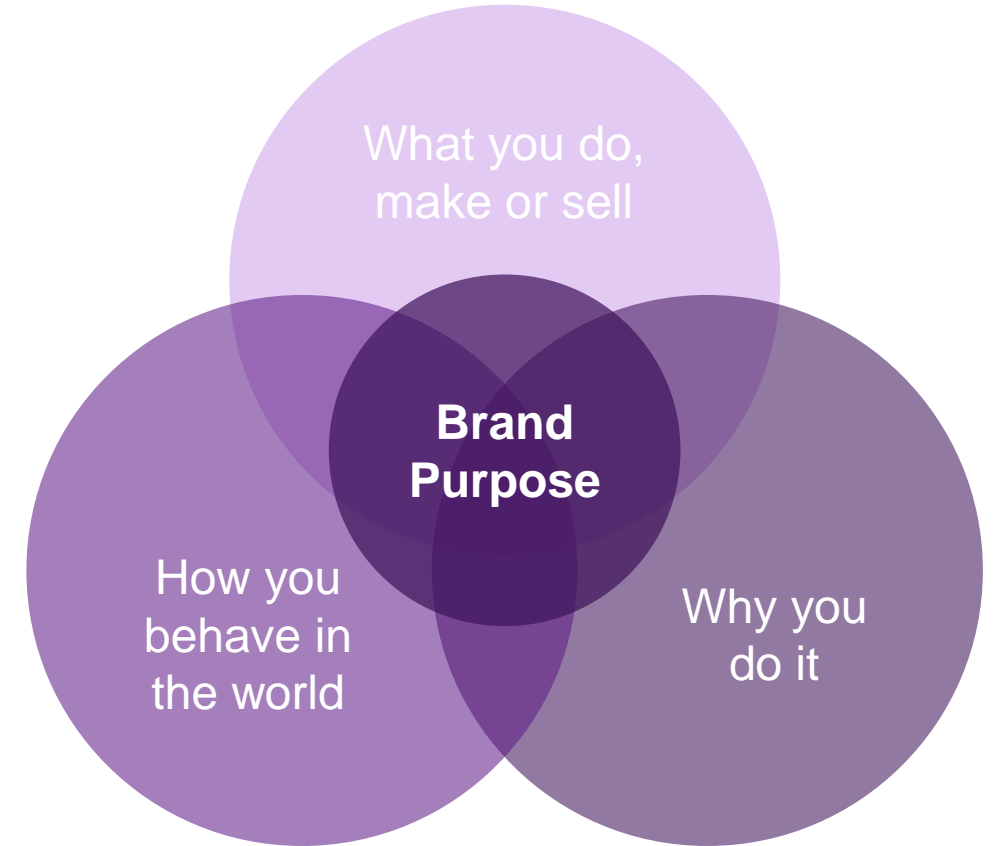 What you do,
make or sell
Brand
Purpose
How you
behave in
the world
Why you
do it